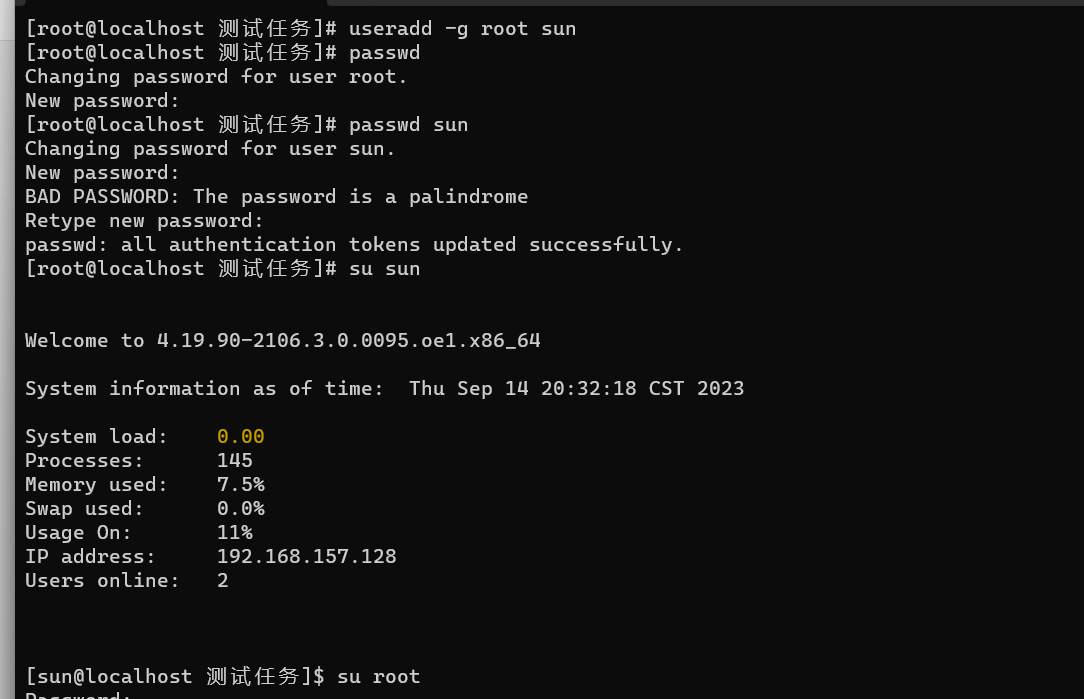 [root@localhost 测试任务]# useradd -g root sun
[root@localhost 测试任务]# passwd
Changing password for user root.
New password:
[root@localhost 测试任务]# passwd sun
Changing password for user sun.
New password:
BAD PASSWORD: The password is a palindrome
Retype new password:
passwd: all authentication tokens updated successfully.
[root@localhost 测试任务]# su sun
Welcome to 4.19.90-2106.3.0.0095.oe1.x86_64
System information as of time:  Thu Sep 14 20:32:18 CST 2023
System load:    0.00
Processes:      145
Memory used:    7.5%
Swap used:      0.0%
Usage On:       11%
IP address:     192.168.157.128
Users online:   2
[sun@localhost 测试任务]$ su root
Password: